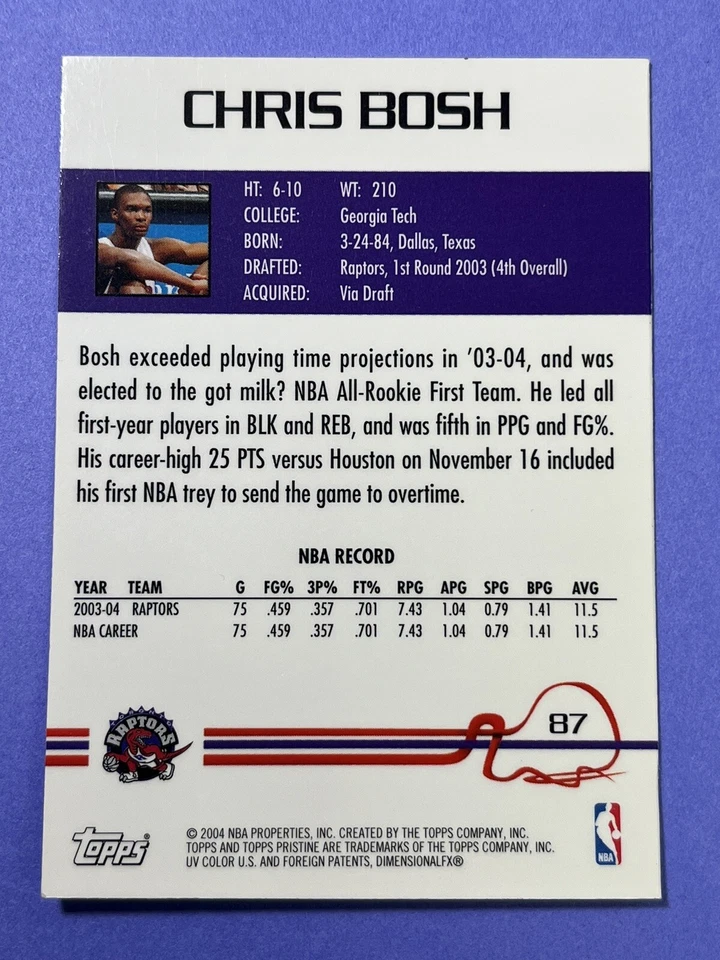 CHRIS BOSH
HT: 6-10 WT: 210
COLLEGE: Georgia Tech
BORN: 3-24-84, Dallas, Texas
DRAFTED: Raptors, 1st Round 2003 (4th Overall)
ACQUIRED: Via Draft
Bosh exceeded playing time projections in '03-04, and was
elected to the got milk? NBA All-Rookie First Team. He led all
first-year players in BLK and REB, and was fifth in PPG and FG%.
His career-high 25 PTS versus Houston on November 16 included
his first NBA trey to send the game to overtime.
NBA RECORD
YEAR TEAM G FG% 3P% FT% RPG APG SPG BPG AVG
2003-04 RAPTORS 75 .459 .357 .701 7.43 1.04 0.79 1.41 11.5
NBA CAREER 75 .459 .357 .701 7.43 1.04 0.79 1.41 11.5
RAPTORS
87
Topps®
© 2004 NBA PROPERTIES, INC. CREATED BY THE TOPPS COMPANY, INC.
TOPPS AND TOPPS PRISTINE ARE TRADEMARKS OF THE TOPPS COMPANY, INC.
UV COLOR U.S. AND FOREIGN PATENTS, DIMENSIONALFX®
NBA